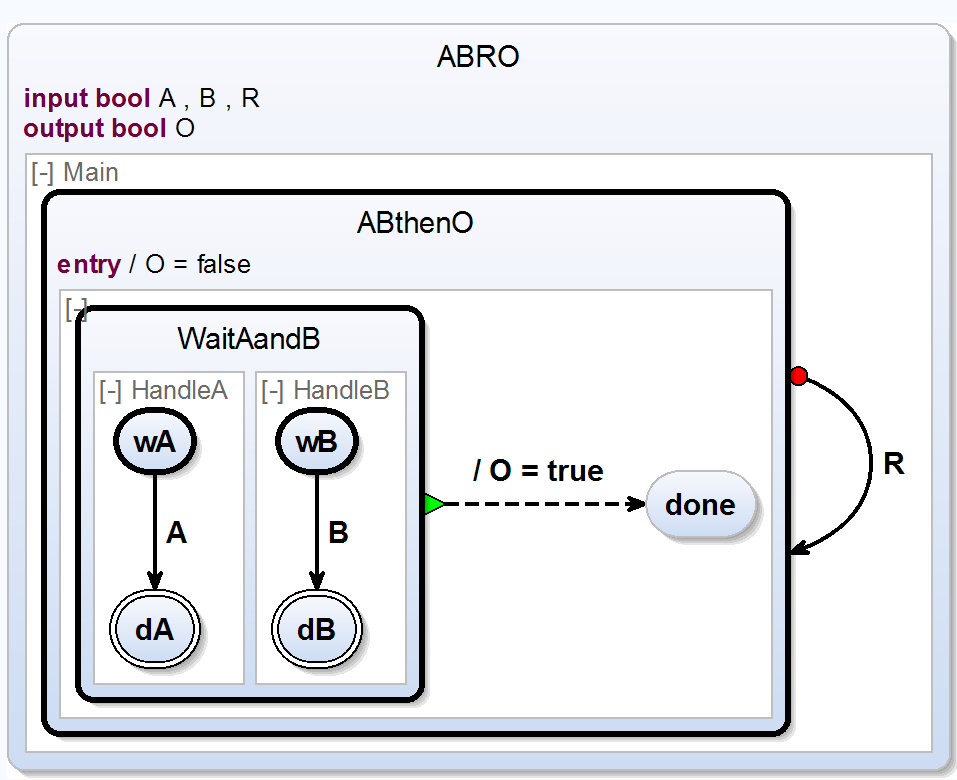 ABRO
input bool A , B , R
output bool O
[-] Main
ABthenO
entry / O = false
[-]
WaitAandB
[-] HandleA
[-] HandleB
wA
wB
/ O = true
R
done
A
B
dA
dB